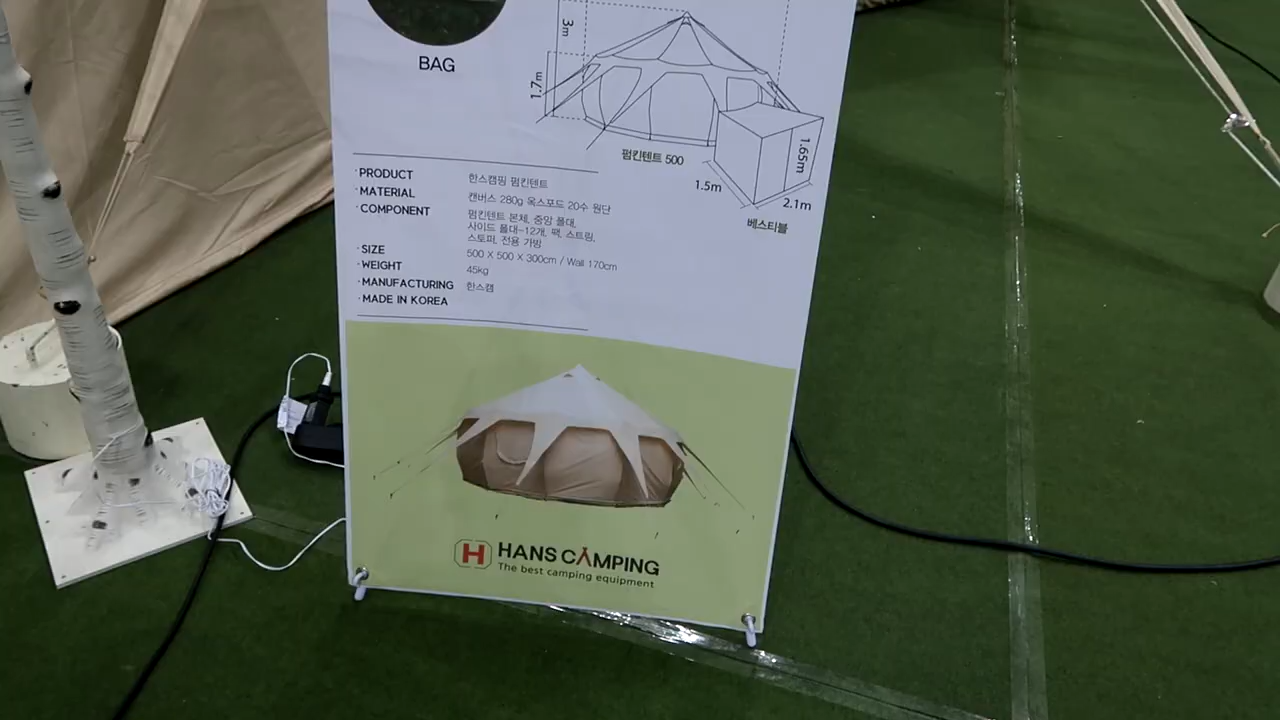 BAG
3m
1.7m
펌킨텐트 500
1.65m
1.5m
2.1m
베스티블
· PRODUCT 한스캠핑 펌킨텐트
· MATERIAL 캔버스 280g 옥스포드 20수 원단
· COMPONENT 펌킨텐트 본체, 중앙 폴대,
사이드 폴대-12개, 팩, 스트링,
스토퍼, 전용 가방
· SIZE 500 X 500 X 300cm / Wall 170cm
· WEIGHT 45kg
· MANUFACTURING 한스캠
· MADE IN KOREA
H HANS CAMPING
The best camping equipment